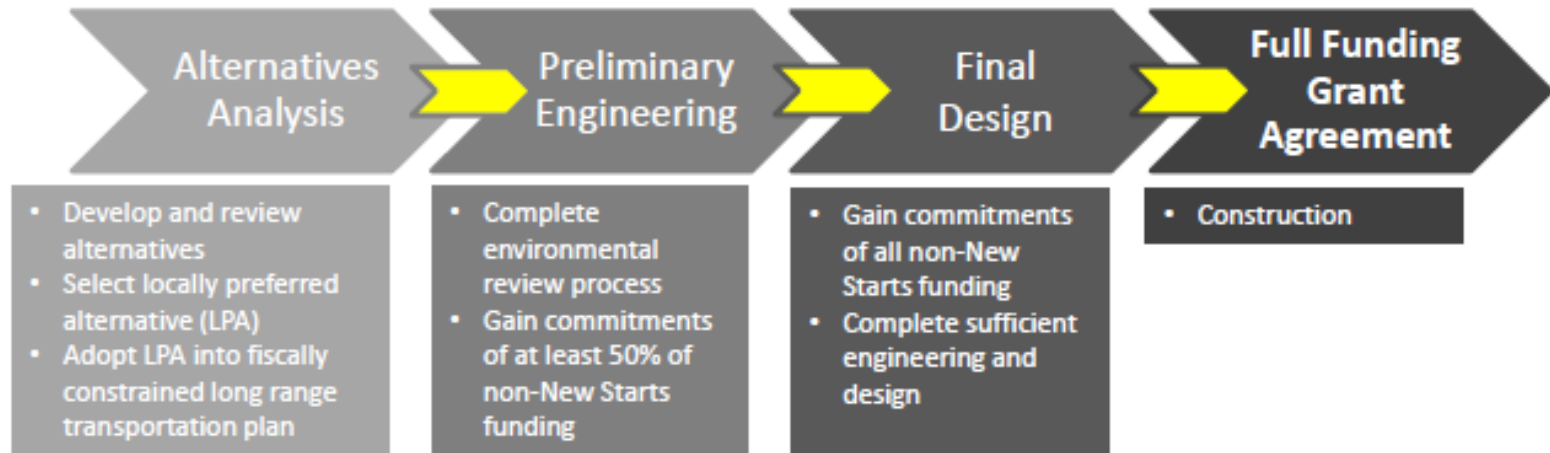 Alternatives
Analysis
Preliminary
Engineering
Final
Design
Full Funding
Grant
Agreement
• Develop and review
alternatives
• Select locally preferred
alternative (LPA)
• Adopt LPA into fiscally
constrained long range
transportation plan
• Complete
environmental
review process
• Gain commitments
of at least 50% of
non-New Starts
funding
• Gain commitments
of all non-New
Starts funding
• Complete sufficient
engineering and
design
• Construction